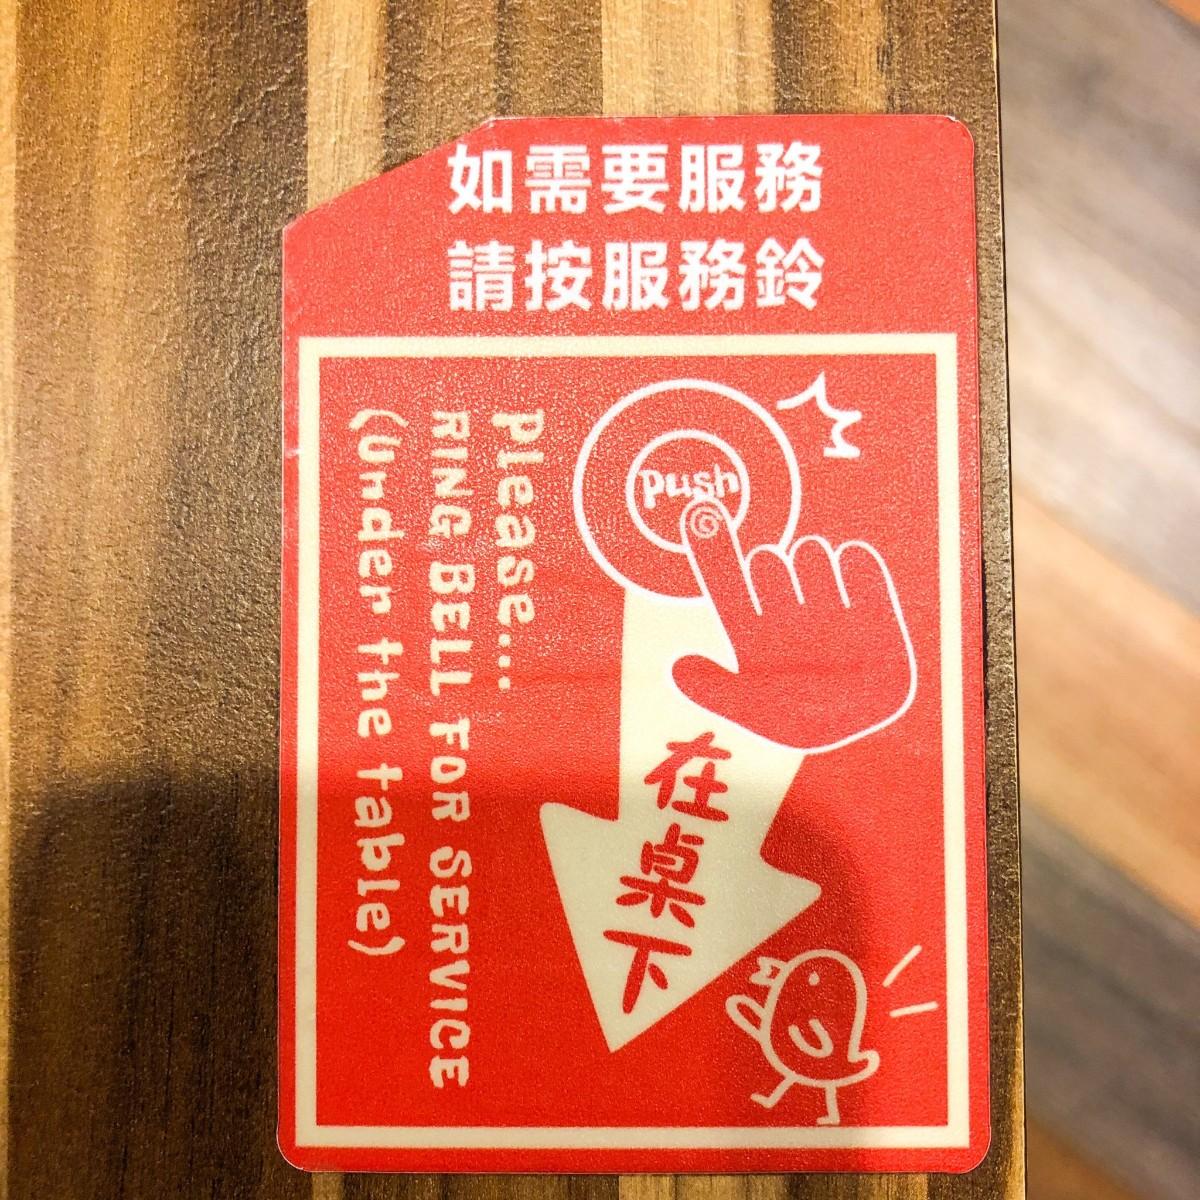 如需要服務
請按服務鈴
push
在桌下
please...
RING BELL FOR SERVICE
(Under the table)